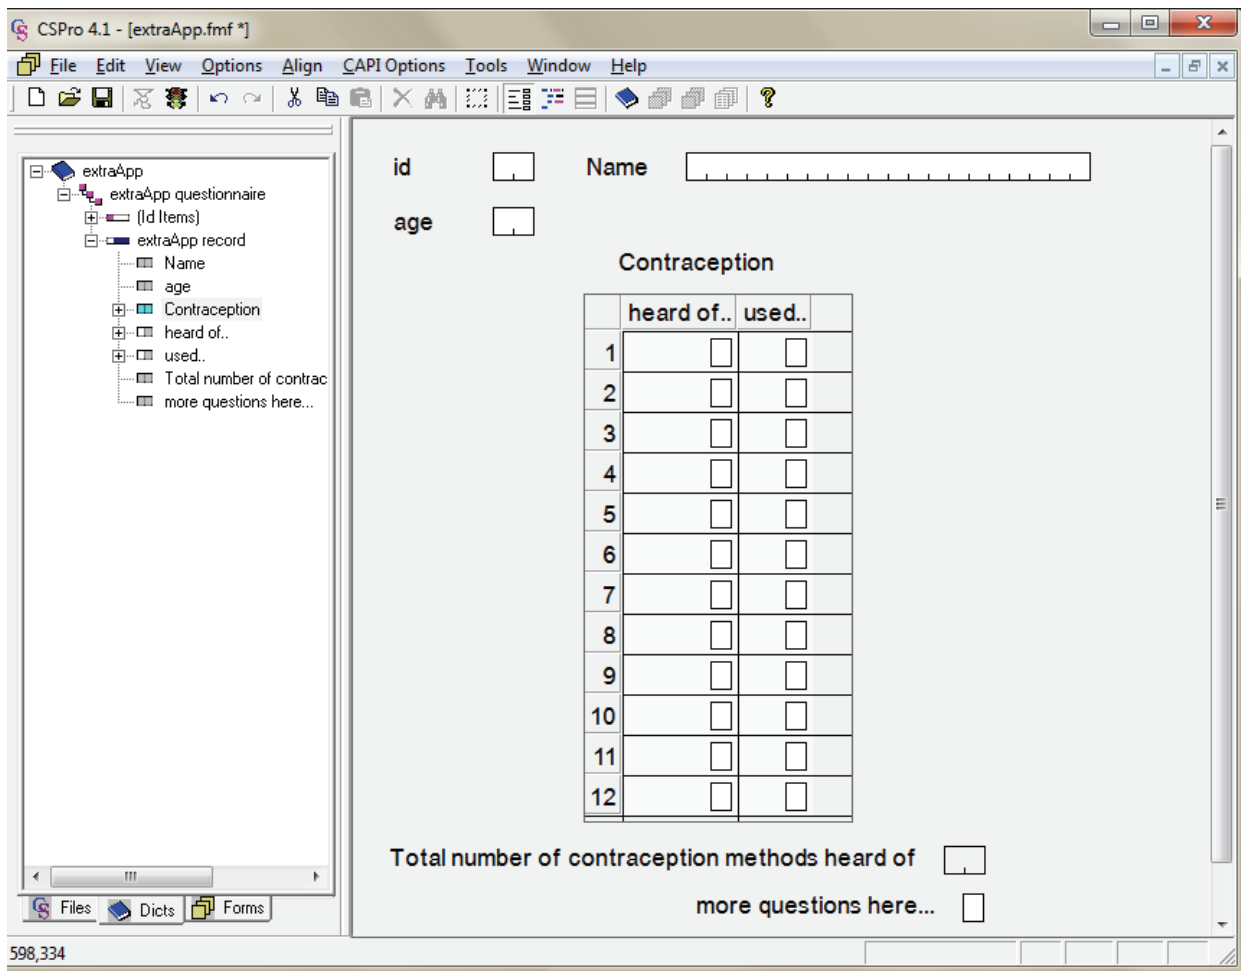 CSPro 4.1 - [extraApp.fmf *]
File Edit View Options Align CAPI Options Tools Window Help
extraApp
extraApp questionnaire
(Id Items)
extraApp record
Name
age
Contraception
heard of..
used..
Total number of contrac
more questions here...
Files Dicts Forms
id Name
age
Contraception
heard of.. used..
1
2
3
4
5
6
7
8
9
10
11
12
Total number of contraception methods heard of
more questions here...
598,334